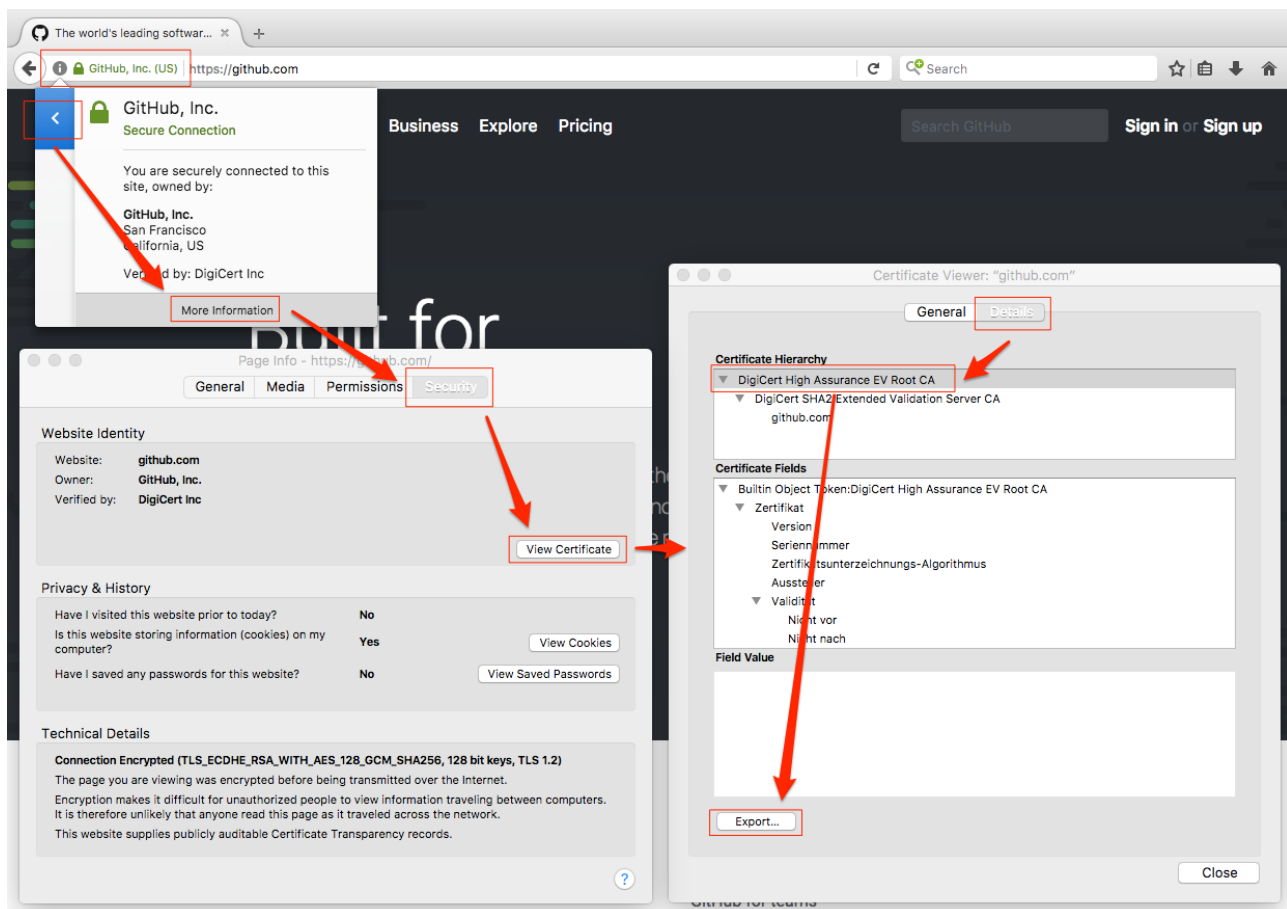 The world's leading softwar...
GitHub, Inc. (US)
https://github.com
Search
GitHub, Inc.
Secure Connection
You are securely connected to this
site, owned by:
GitHub, Inc.
San Francisco
California, US
Verified by: DigiCert Inc
More Information
Business Explore Pricing
Search GitHub
Sign in or Sign up
Built for
Page Info - https://github.com/
General Media Permissions Security
Website Identity
Website: github.com
Owner: GitHub, Inc.
Verified by: DigiCert Inc
View Certificate
Privacy & History
Have I visited this website prior to today? No
Is this website storing information (cookies) on my
computer?
Yes
View Cookies
Have I saved any passwords for this website? No
View Saved Passwords
Technical Details
Connection Encrypted (TLS_ECDHE_RSA_WITH_AES_128_GCM_SHA256, 128 bit keys, TLS 1.2)
The page you are viewing was encrypted before being transmitted over the Internet.
Encryption makes it difficult for unauthorized people to view information traveling between computers.
It is therefore unlikely that anyone read this page as it traveled across the network.
This website supplies publicly auditable Certificate Transparency records.
?
Certificate Viewer: "github.com"
General Details
Certificate Hierarchy
DigiCert High Assurance EV Root CA
DigiCert SHA2 Extended Validation Server CA
github.com
Certificate Fields
Builtin Object Token:DigiCert High Assurance EV Root CA
Zertifikat
Version
Seriennummer
Zertifikatsunterzeichnungs-Algorithmus
Aussteller
Validität
Nicht vor
Nicht nach
Field Value
Export...
Close
GitHub for teams